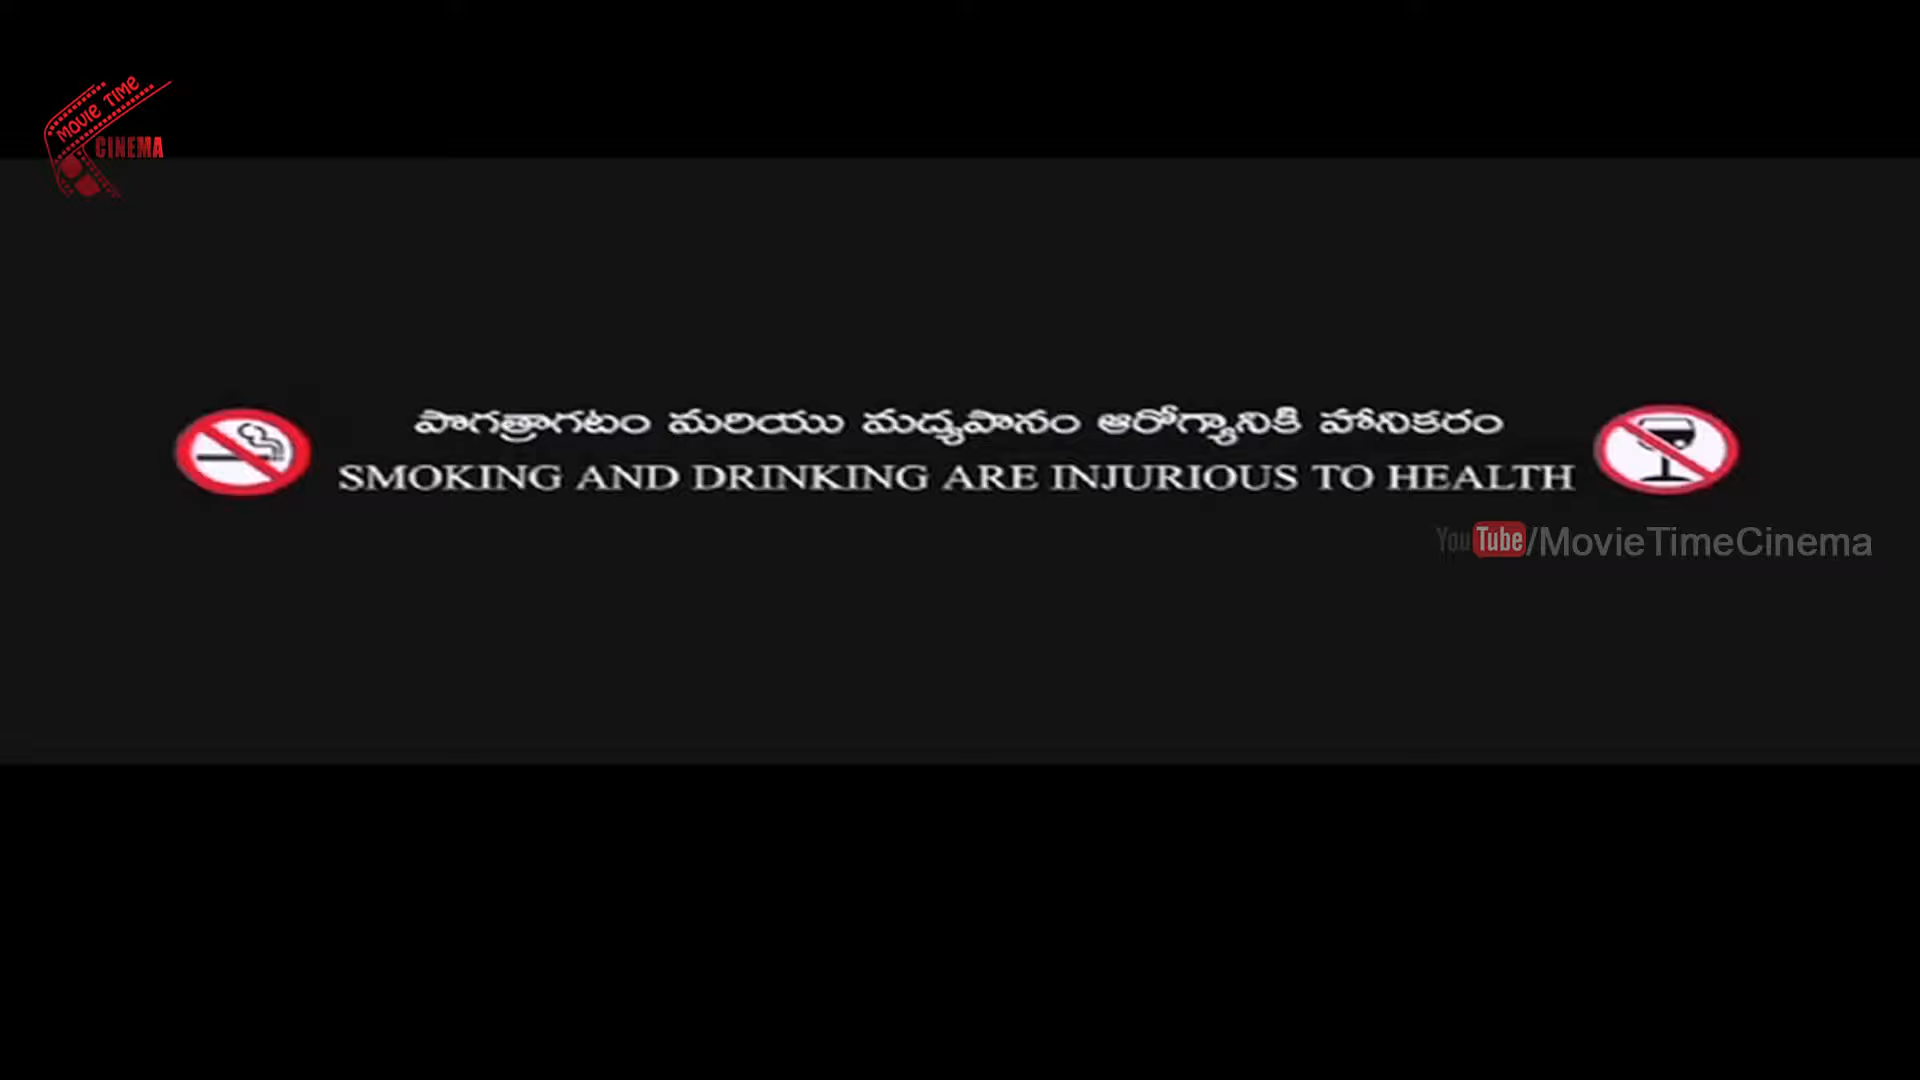 MOVIE TIME
CINEMA
పొగత్రాగటం మరియు మద్యపానం ఆరోగ్యానికి హానికరం
SMOKING AND DRINKING ARE INJURIOUS TO HEALTH
YouTube/MovieTimeCinema